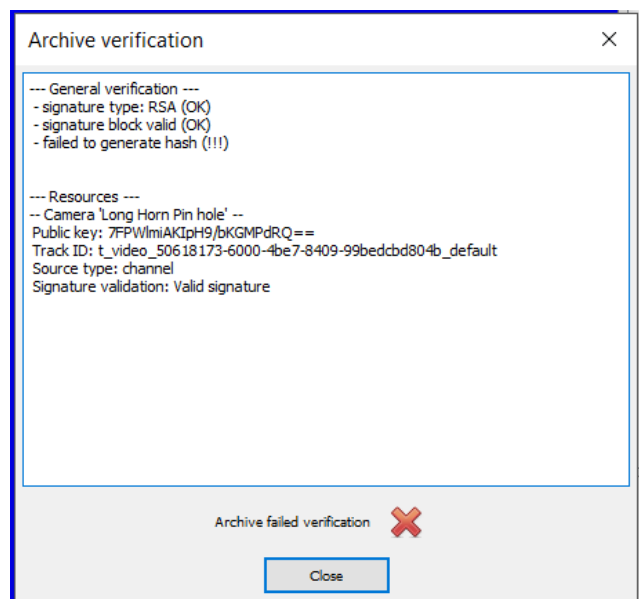 Archive verification
--- General verification ---
- signature type: RSA (OK)
- signature block valid (OK)
- failed to generate hash (!!!)
--- Resources ---
-- Camera 'Long Horn Pin hole' --
Public key: 7FPWlmiAKIpH9/bKGMPdRQ==
Track ID: t_video_50618173-6000-4be7-8409-99bedcbd804b_default
Source type: channel
Signature validation: Valid signature
Archive failed verification
Close